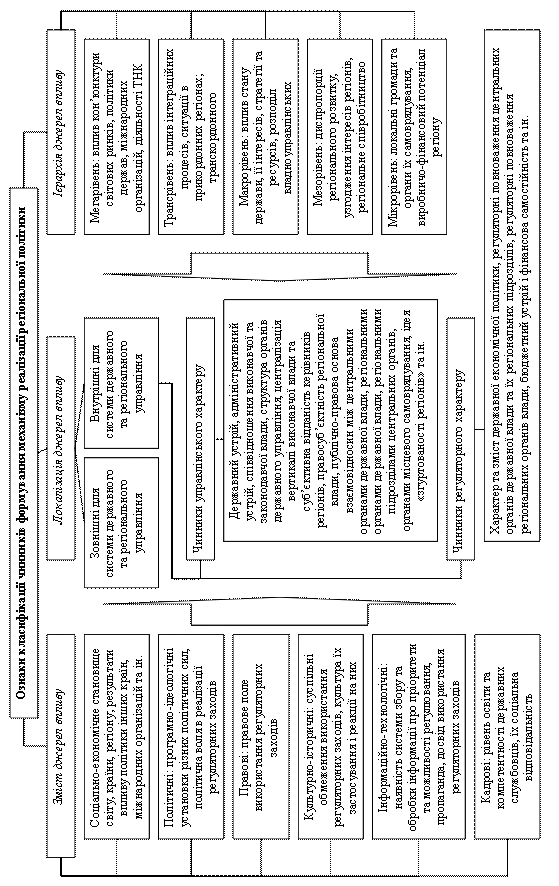 Ознаки класифікації чинників формування механізму реалізації регіональної політики
Зміст джерел впливу
Соціально-економічне становище
світу, країни, регіону, результати
впливу політики інших країн,
міжнародних організацій та ін.
Політичні: програмно-ідеологічні
установки різних політичних сил,
політична воля в реалізації
регуляторних заходів
Правові: правове поле
використання регуляторних
заходів
Культурно-історичні: суспільні
обмеження використання
регуляторних заходів, культура їх
застосування і реакції на них
Інформаційно-технологічні:
наявність системи збору та
обробки інформації про пріоритети
та можливості регулювання,
пропаганда, досвід використання
регуляторних заходів
Кадрові: рівень освіти та
компетентності державних
службовців, їх соціальна
відповідальність
Локалізація джерел впливу
Зовнішні для
системи державного
та регіонального
управління
Внутрішні для
системи державного
та регіонального
управління
Чинники управлінського характеру
Державний устрій, адміністративний
устрій, співвідношення виконавчої та
законодавчої влади, структура органів
державного управління, централізація
вертикалі виконавчої влади та
суб’єктивна відданість керівників
регіонів, правосуб’єктність регіональної
влади, публічно-правова основа
взаємовідносин між центральними
органами державної влади, регіональними
органами державної влади, регіональними
підрозділами центральних органів,
органами місцевого самоврядування, ідея
«згуртованості регіонів» та ін.
Чинники регуляторного характеру
Характер та зміст державної економічної політики, регуляторні повноваження центральних
органів державної влади та їх регіональних підрозділів, регуляторні повноваження
регіональних органів влади, бюджетний устрій і фінансова самостійність та ін.
Ієрархія джерел впливу
Мегарівень: вплив кон’юнктури
світових ринків, політики
держав, міжнародних
організацій, діяльності ТНК
Трансрівень: вплив інтеграційних
процесів, ситуації в
прикордонних регіонах;
транскордонного
Макрорівень: вплив стану
держави, її інтересів, стратегії та
ресурсів, розподіл
владно управлінських
Мезорівень: диспропорції
регіонального розвитку,
узгодження інтересів регіонів,
регіональне співробітництво
Мікрорівень: локальні громади та
органи їх самоврядування,
виробничо-фінансовий потенціал
регіону